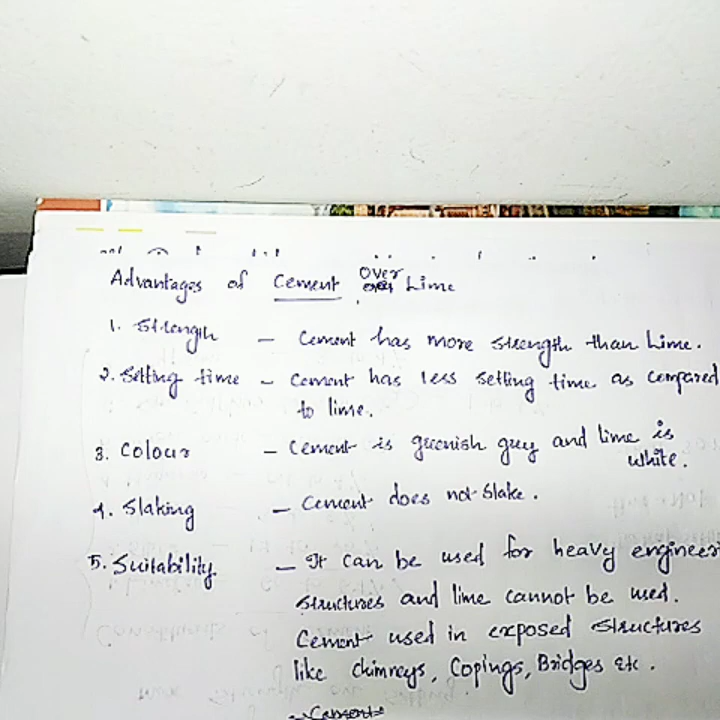 Advantages of Cement Over Lime
1. Strength - Cement has more strength than Lime.
2. Setting time - Cement has less setting time as compared
to lime.
3. Colour - Cement is greenish grey and lime is
white.
4. Slaking - Cement does not slake.
5. Suitability - It can be used for heavy engineer
structures and lime cannot be used.
Cement used in exposed structures
like Chimneys, Copings, Bridges etc.
- Cement